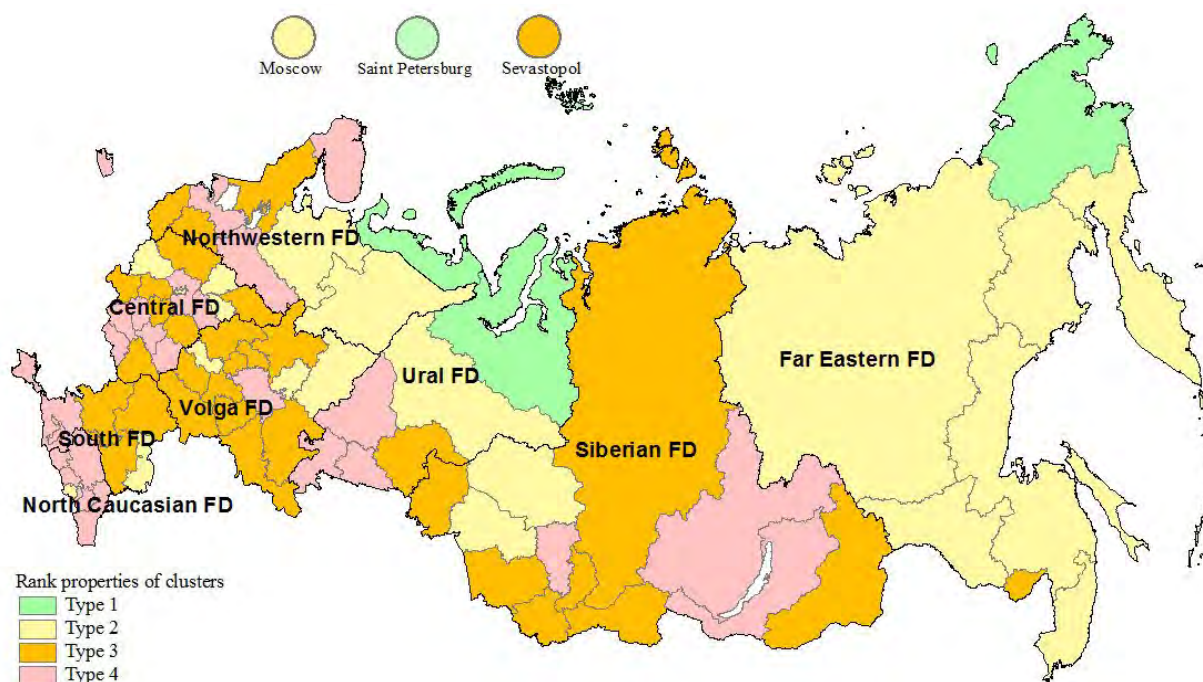 Moscow
Saint Petersburg
Sevastopol
Northwestern FD
Central FD
Ural FD
Far Eastern FD
Volga FD
South FD
Siberian FD
North Caucasian FD
Rank properties of clusters
Type 1
Type 2
Type 3
Type 4